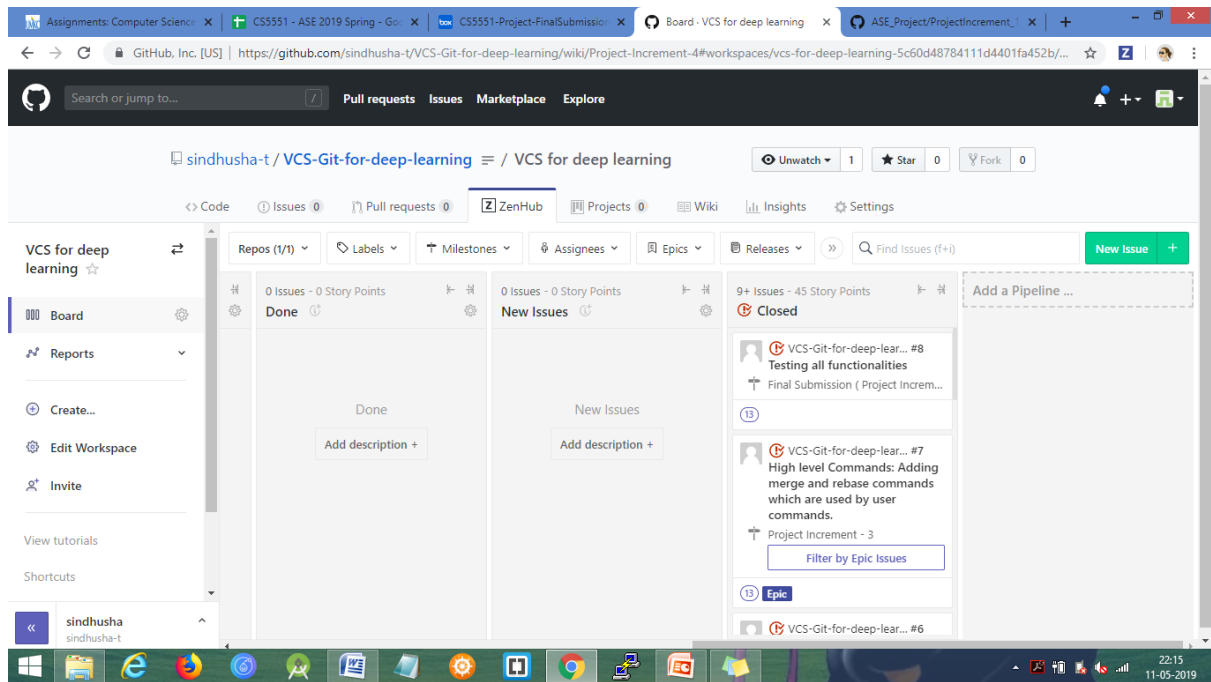 Assignments: Computer Science
CS5551 - ASE 2019 Spring - Goo
CS5551-Project-FinalSubmission
Board · VCS for deep learning
ASE_Project/ProjectIncrement_
GitHub, Inc. [US] | https://github.com/sindhusha-t/VCS-Git-for-deep-learning/wiki/Project-Increment-4#workspaces/vcs-for-deep-learning-5c60d48784111d4401fa452b/...
Search or jump to...
/
Pull requests Issues Marketplace Explore
sindhusha-t / VCS-Git-for-deep-learning = / VCS for deep learning
Unwatch 1
Star 0
Fork 0
Code
Issues 0
Pull requests 0
Z ZenHub
Projects 0
Wiki
Insights
Settings
VCS for deep
learning
Repos (1/1)
Labels
Milestones
Assignees
Epics
Releases
Find Issues (f+i)
New Issue +
Board
Reports
Create...
Edit Workspace
Invite
View tutorials
Shortcuts
sindhusha
sindhusha-t
0 Issues - 0 Story Points
Done
Done
Add description +
0 Issues - 0 Story Points
New Issues
New Issues
Add description +
9+ Issues - 45 Story Points
Closed
VCS-Git-for-deep-lear... #8
Testing all functionalities
Final Submission ( Project Increm...
13
VCS-Git-for-deep-lear... #7
High level Commands: Adding
merge and rebase commands
which are used by user
commands.
Project Increment - 3
Filter by Epic Issues
13 Epic
VCS-Git-for-deep-lear... #6
Add a Pipeline ...
22:15
11-05-2019